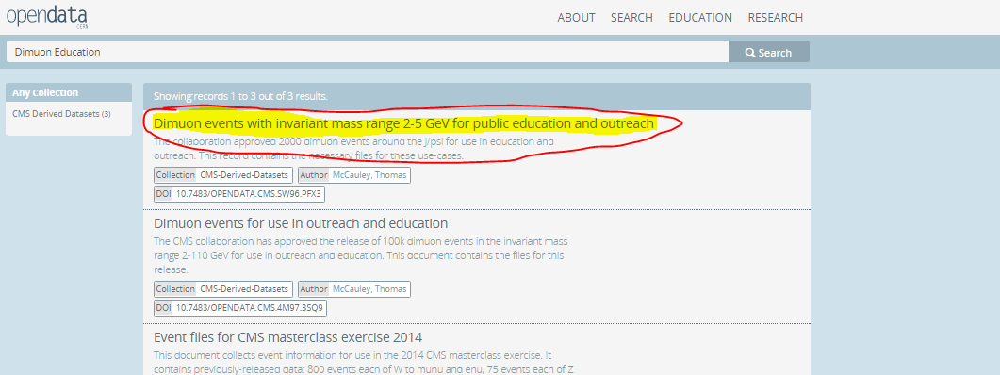 opendata
CERN
ABOUT SEARCH EDUCATION RESEARCH
Dimuon Education
Search
Any Collection
CMS Derived Datasets (3)
Showing records 1 to 3 out of 3 results.
Dimuon events with invariant mass range 2-5 GeV for public education and outreach
The collaboration approved 2000 dimuon events around the J/psi for use in education and
outreach. This record contains the necessary files for these use-cases.
Collection CMS-Derived-Datasets Author McCauley, Thomas
DOI 10.7483/OPENDATA.CMS.SW96.PFX3
Dimuon events for use in outreach and education
The CMS collaboration has approved the release of 100k dimuon events in the invariant mass
range 2-110 GeV for use in outreach and education. This document contains the files for this
release.
Collection CMS-Derived-Datasets Author McCauley, Thomas
DOI 10.7483/OPENDATA.CMS.4M97.3SQ9
Event files for CMS masterclass exercise 2014
This document collects event information for use in the 2014 CMS masterclass exercise. It
contains previously-released data: 800 events each of W to munu and enu, 75 events each of Z